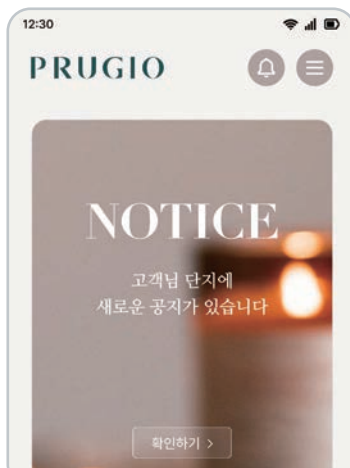 12:30
PRUGIO
NOTICE
고객님 단지에
새로운 공지가 있습니다
확인하기 >